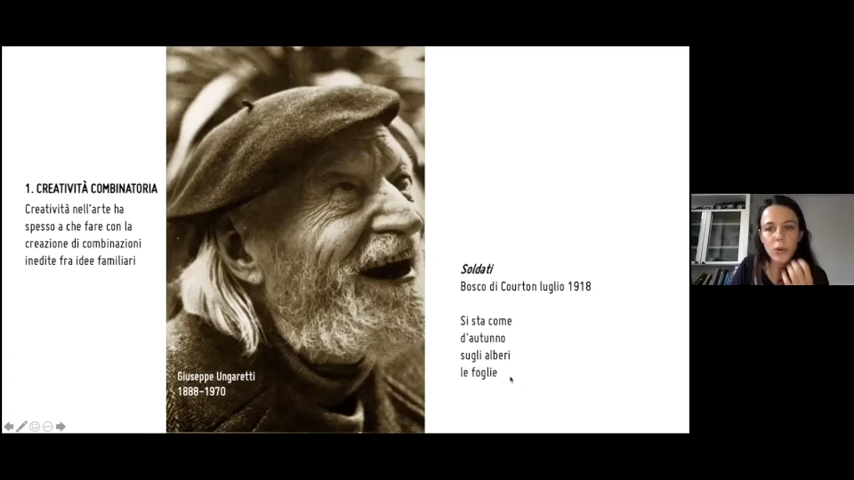 1. CREATIVITÀ COMBINATORIA
Creatività nell'arte ha
spesso a che fare con la
creazione di combinazioni
inedite fra idee familiari
Giuseppe Ungaretti
1888-1970
Soldati
Bosco di Courton luglio 1918
Si sta come
d'autunno
sugli alberi
le foglie